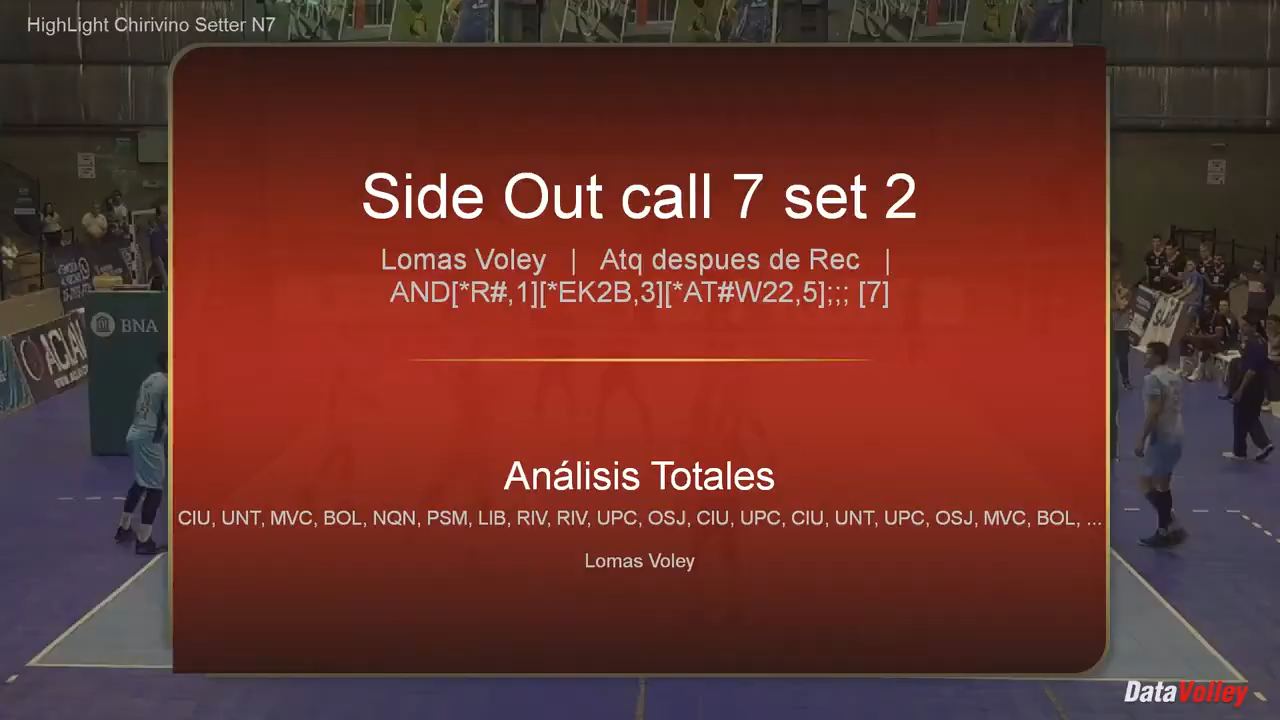 HighLight Chirivino Setter N7
Side Out call 7 set 2
Lomas Voley | Atq despues de Rec |
AND[*R#,1][*EK2B,3][*AT#W22,5];;; [7]
BNA
ACLAV
Análisis Totales
CIU, UNT, MVC, BOL, NQN, PSM, LIB, RIV, RIV, UPC, OSJ, CIU, UPC, CIU, UNT, UPC, OSJ, MVC, BOL, ...
Lomas Voley
DataVolley